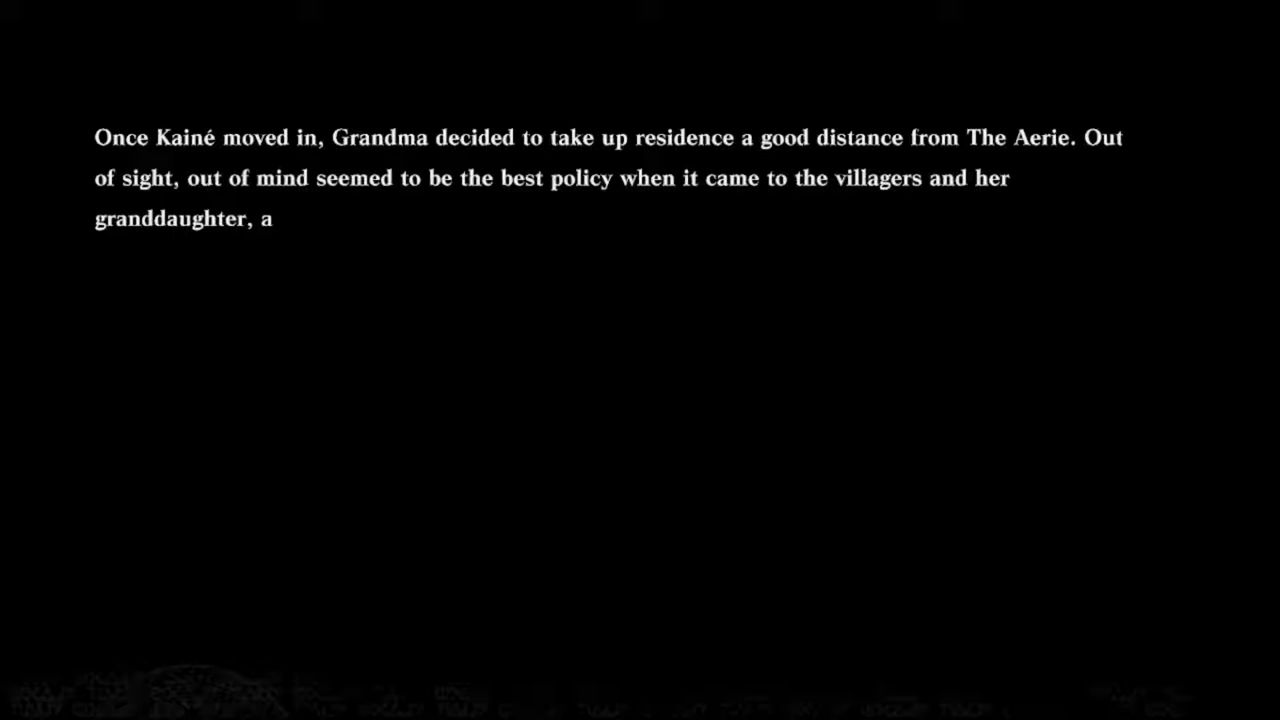 Once Kainé moved in, Grandma decided to take up residence a good distance from The Aerie. Out
of sight, out of mind seemed to be the best policy when it came to the villagers and her
granddaughter, a